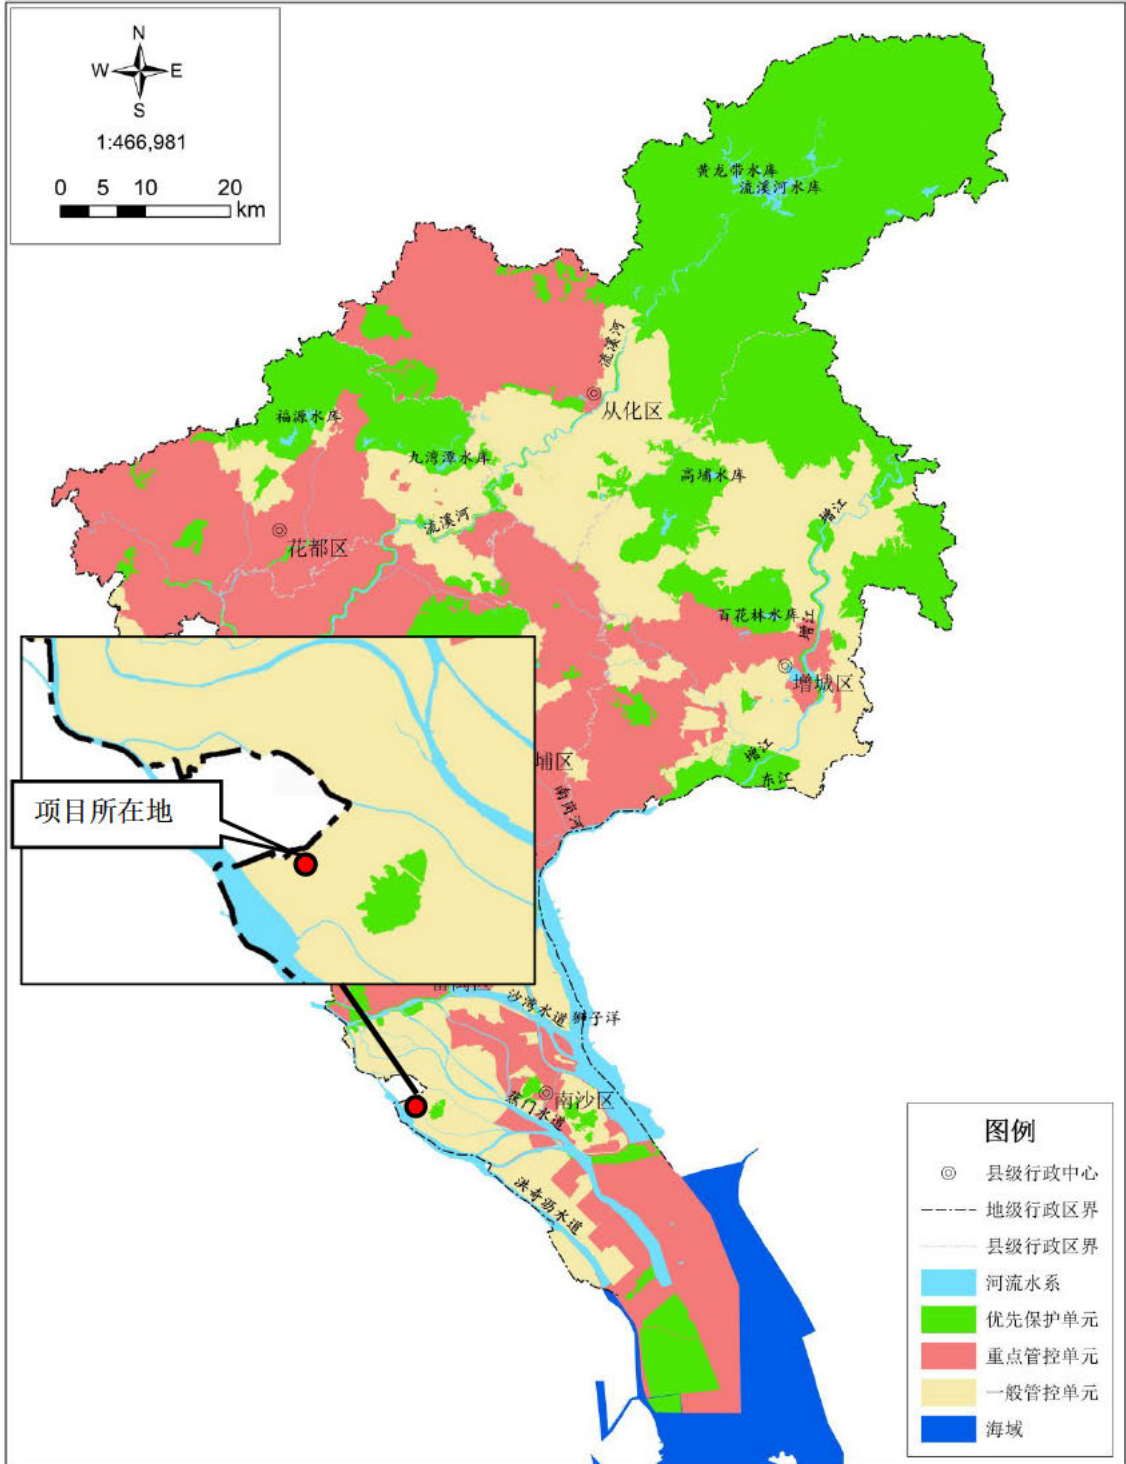 N
W E
S
1:466,981
0 5 10 20
km
黄龙带水库
流溪河水库
流溪河
从化区
福源水库
九湾潭水库
高埔水库
流溪河
增江
花都区
百花林水库
增江
增城区
埔区
增江
东江
南岗河
项目所在地
沙湾水道
狮子洋
南沙区
蕉门水道
洪奇沥水道
图例
县级行政中心
地级行政区界
县级行政区界
河流水系
优先保护单元
重点管控单元
一般管控单元
海域